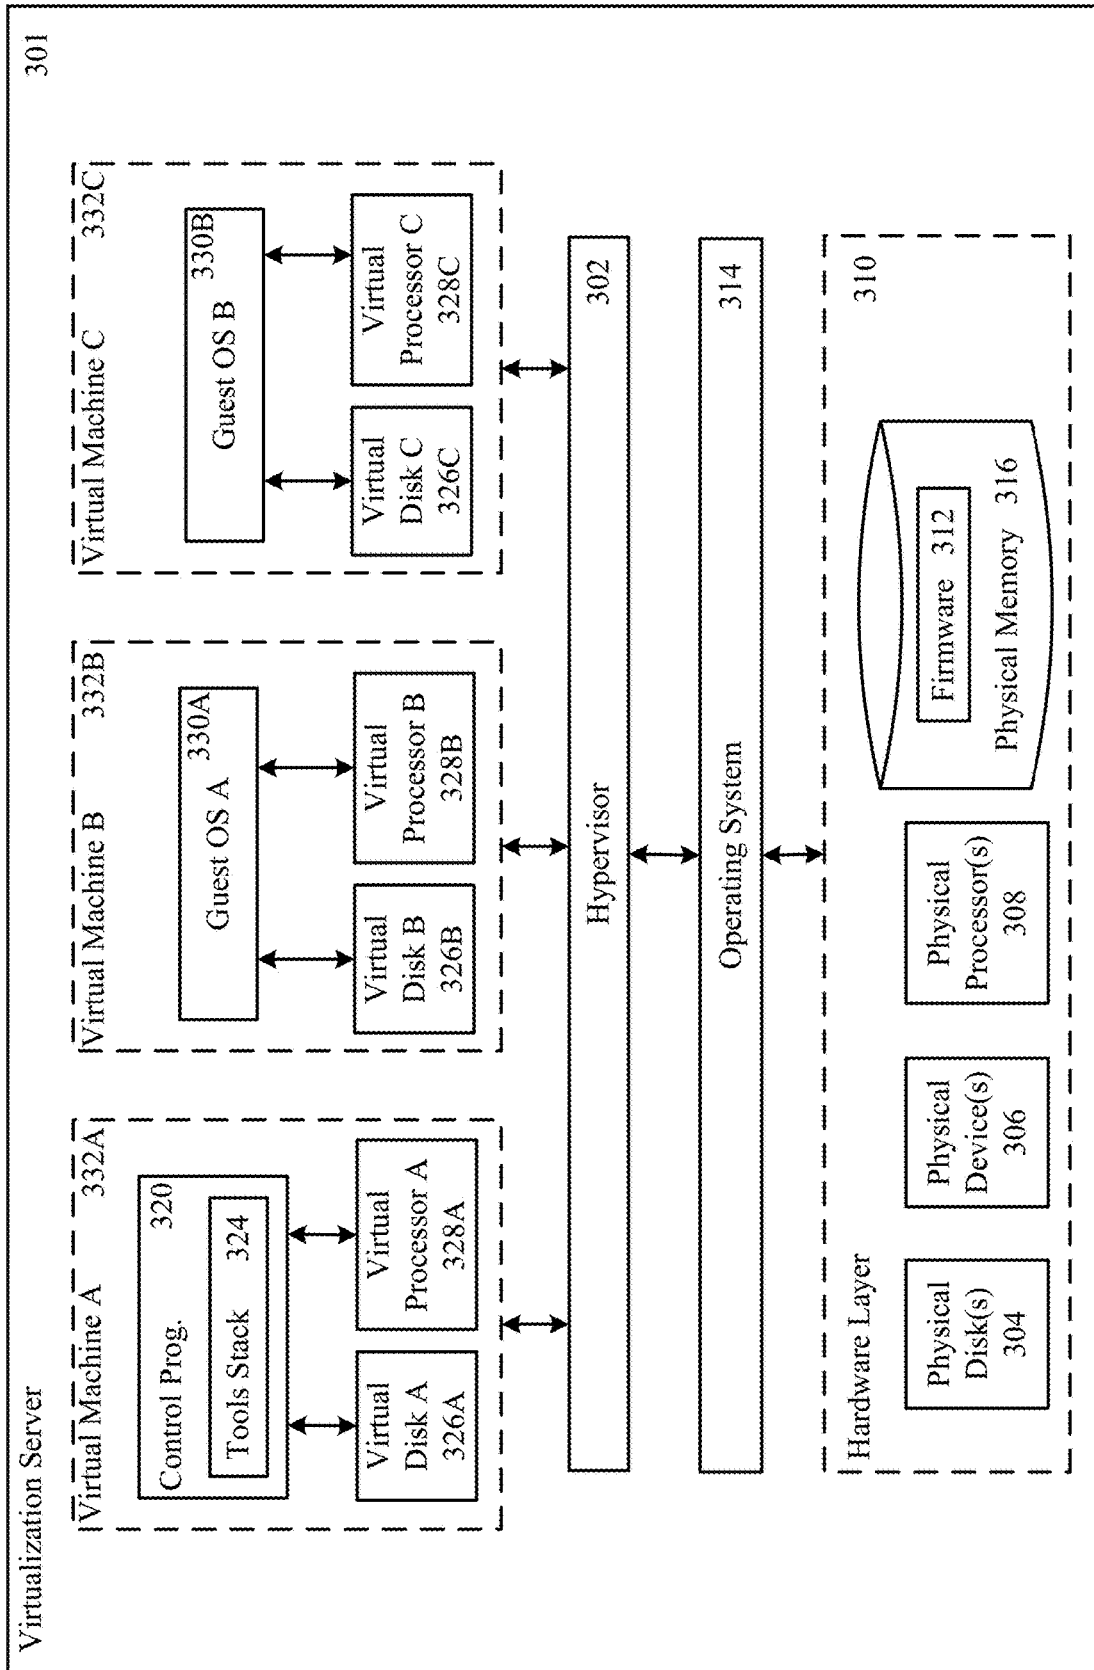 Virtualization Server
301
Virtual Machine A
332A
Control Prog.
320
Tools Stack
324
Virtual
Disk A
326A
Virtual
Processor A
328A
Virtual Machine B
332B
330A
Guest OS A
Virtual
Disk B
326B
Virtual
Processor B
328B
Virtual Machine C
332C
330B
Guest OS B
Virtual
Disk C
326C
Virtual
Processor C
328C
Hypervisor
302
Operating System
314
Hardware Layer
310
Physical
Disk(s)
304
Physical
Device(s)
306
Physical
Processor(s)
308
Firmware 312
Physical Memory 316